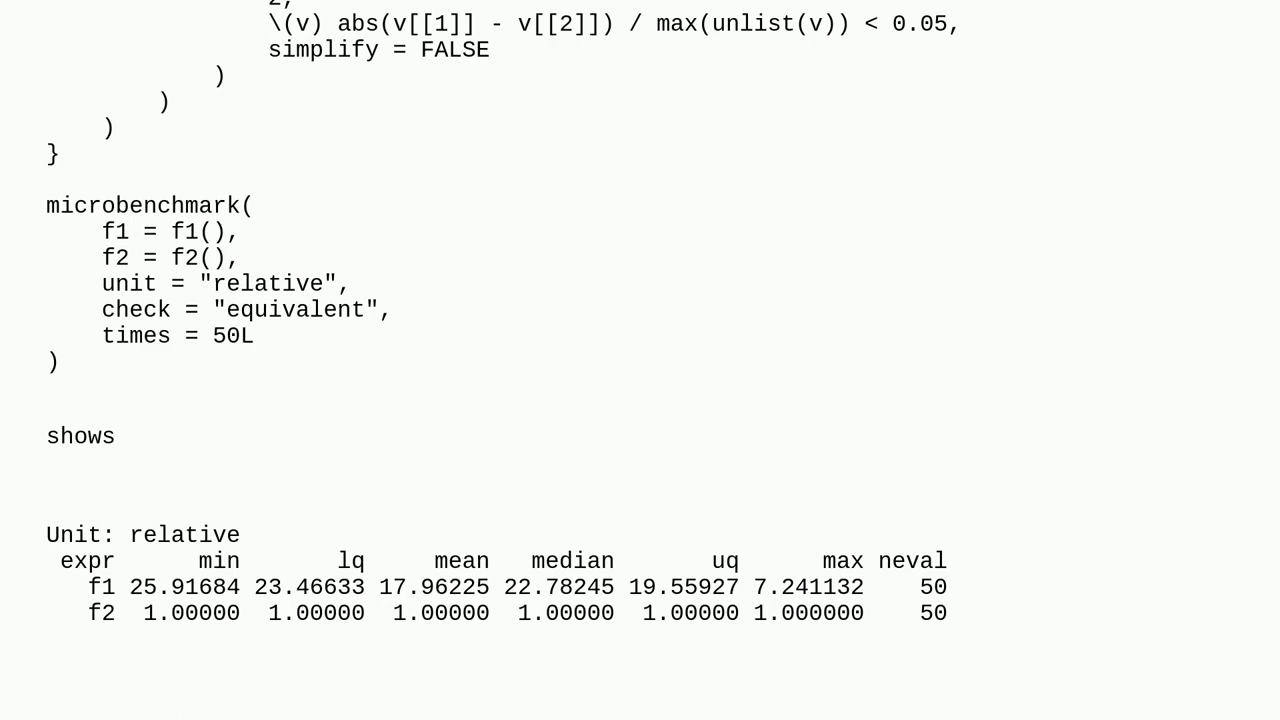 2,
\(v) abs(v[[1]] - v[[2]]) / max(unlist(v)) < 0.05,
simplify = FALSE
)
)
)
}
microbenchmark(
f1 = f1(),
f2 = f2(),
unit = "relative",
check = "equivalent",
times = 50L
)
shows
Unit: relative
expr min lq mean median uq max neval
f1 25.91684 23.46633 17.96225 22.78245 19.55927 7.241132 50
f2 1.00000 1.00000 1.00000 1.00000 1.00000 1.000000 50